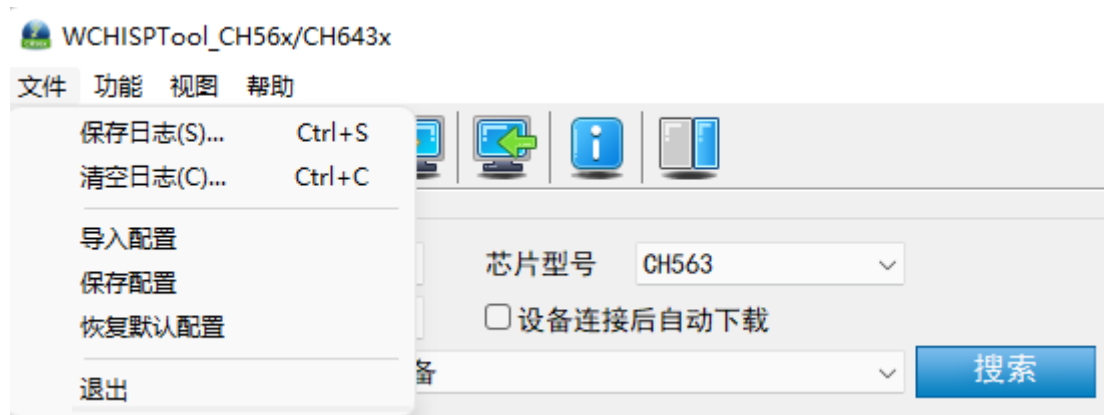 WCHISPTool_CH56x/CH643x
文件 功能 视图 帮助
保存日志(S)... Ctrl+S
清空日志(C)... Ctrl+C
导入配置
芯片型号 CH563
保存配置
设备连接后自动下载
恢复默认配置
备
搜索
退出